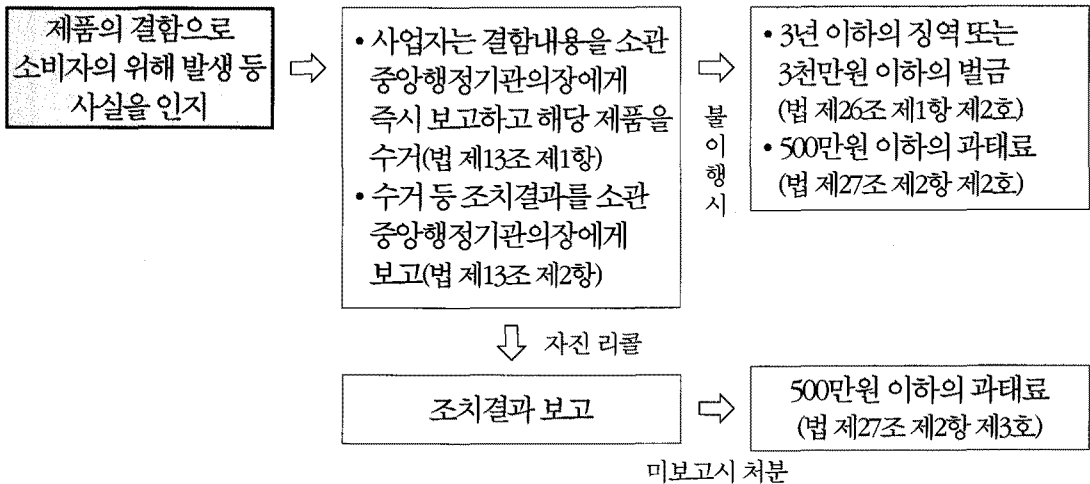 제품의 결함으로
소비자의 위해 발생 등
사실을 인지
• 사업자는 결함내용을 소관
중앙행정기관의장에게
즉시 보고하고 해당 제품을
수거(법 제13조 제1항)
• 수거 등 조치결과를 소관
중앙행정기관의장에게
보고(법 제13조 제2항)
불이행시
• 3년 이하의 징역 또는
3천만원 이하의 벌금
(법 제26조 제1항 제2호)
• 500만원 이하의 과태료
(법 제27조 제2항 제2호)
자진 리콜
조치결과 보고
500만원 이하의 과태료
(법 제27조 제2항 제3호)
미보고시 처분